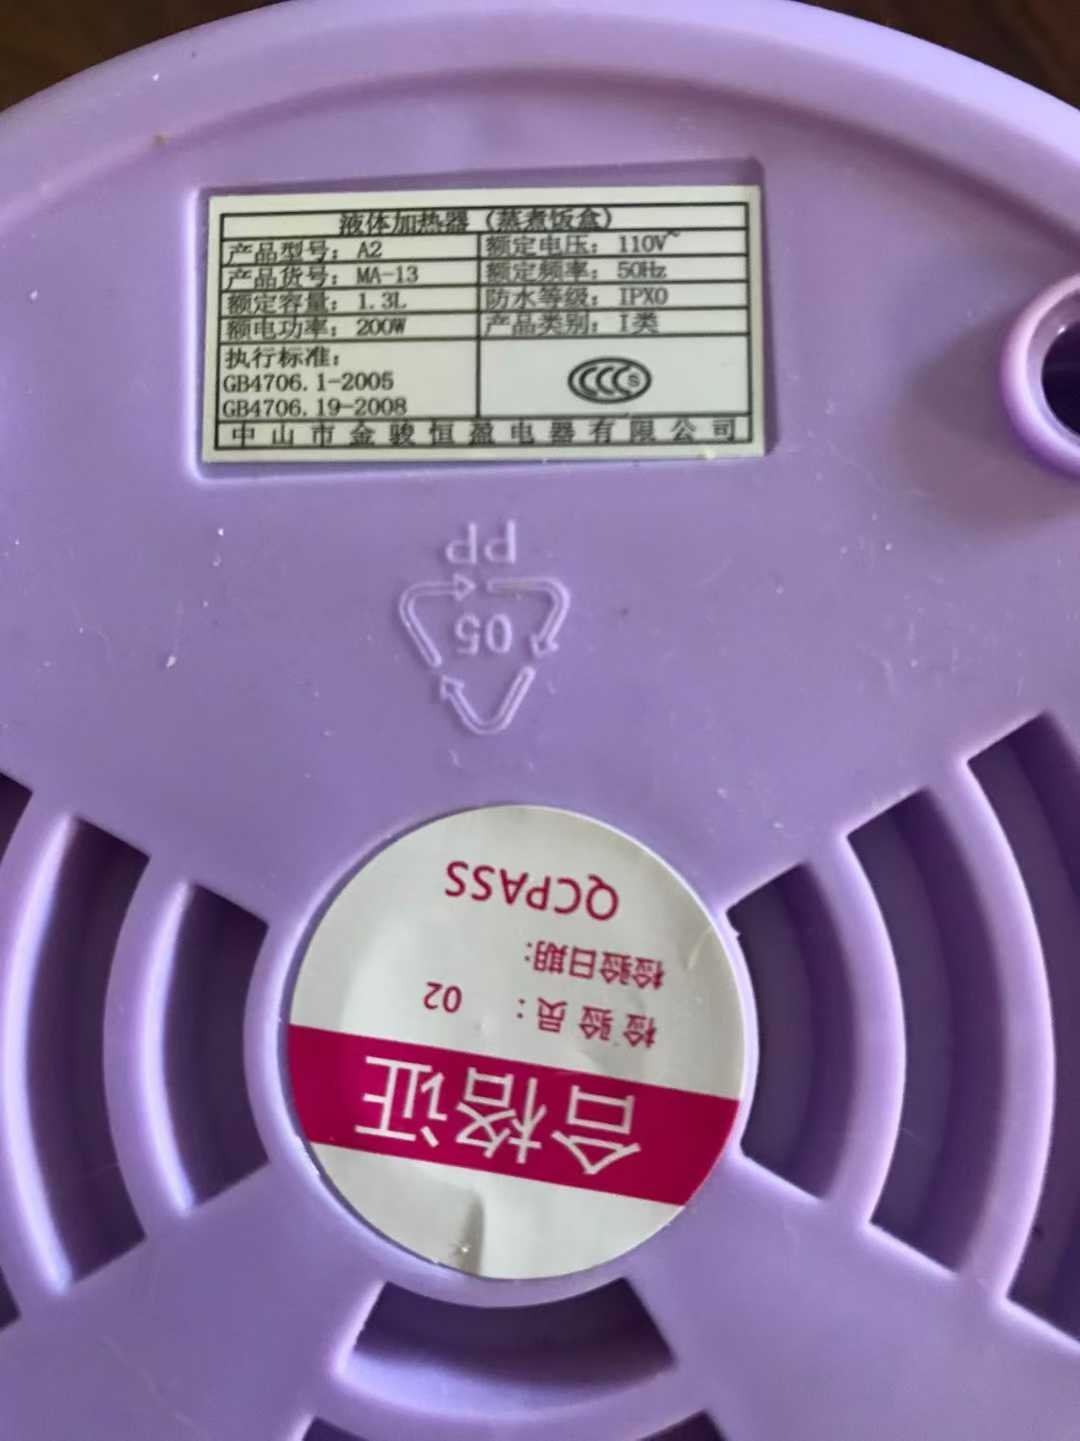 液体加热器（蒸煮饭盒）
产品型号：A2 额定电压：110V~
产品货号：MA-13 额定频率：50Hz
额定容量：1.3L 防水等级：IPX0
额电功率：200W 产品类别：I类
执行标准：
GB4706.1-2005
GB4706.19-2008
CCC S
中山市金骏恒盈电器有限公司
PP
05
合格证
检验员：02
检验日期：
QCPASS